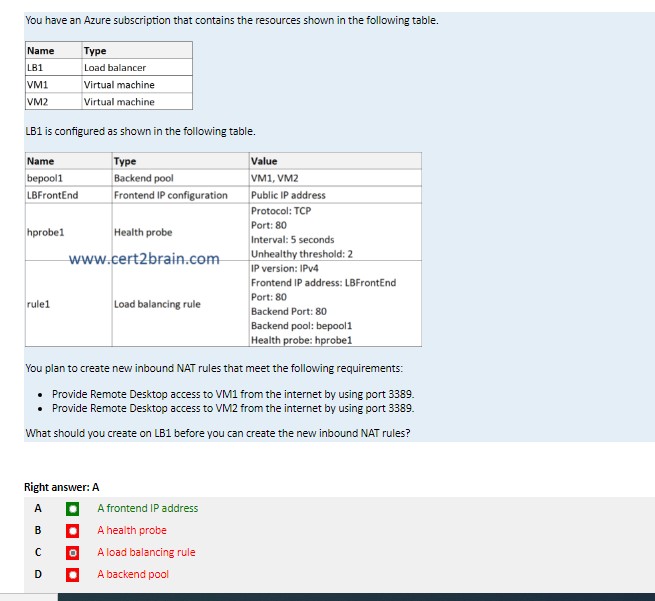 You have an Azure subscription that contains the resources shown in the following table.
Name Type
LB1 Load balancer
VM1 Virtual machine
VM2 Virtual machine
LB1 is configured as shown in the following table.
Name Type Value
bepool1 Backend pool VM1, VM2
LBFrontEnd Frontend IP configuration Public IP address
Protocol: TCP
Port: 80
hprobe1 Health probe
Interval: 5 seconds
Unhealthy threshold: 2
www.cert2brain.com
IP version: IPv4
Frontend IP address: LBFrontEnd
Port: 80
rule1 Load balancing rule
Backend Port: 80
Backend pool: bepool1
Health probe: hprobe1
You plan to create new inbound NAT rules that meet the following requirements:
• Provide Remote Desktop access to VM1 from the internet by using port 3389.
• Provide Remote Desktop access to VM2 from the internet by using port 3389.
What should you create on LB1 before you can create the new inbound NAT rules?
Right answer: A
A A frontend IP address
B A health probe
C A load balancing rule
D A backend pool